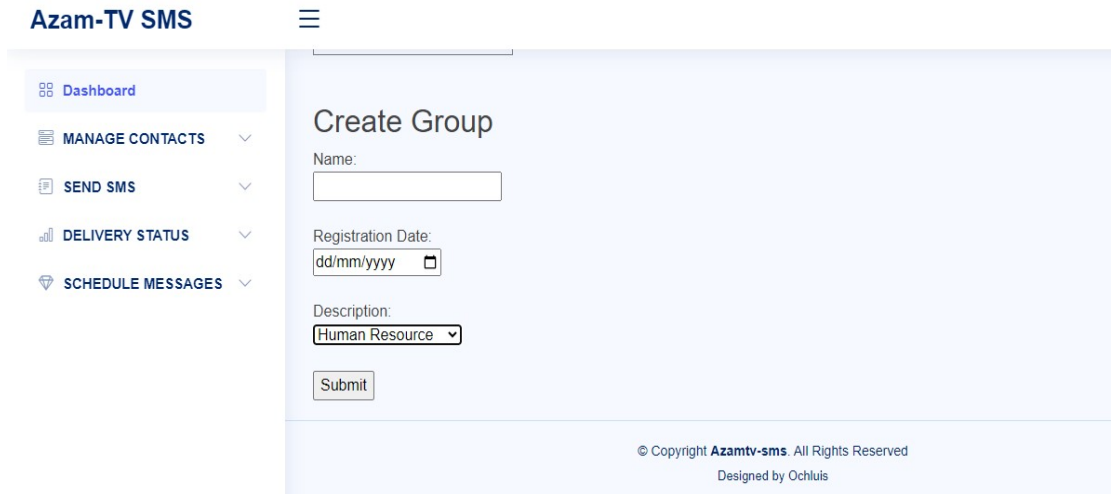 Azam-TV SMS
Dashboard
MANAGE CONTACTS
SEND SMS
DELIVERY STATUS
SCHEDULE MESSAGES
Create Group
Name:
Registration Date:
dd/mm/yyyy
Description:
Human Resource
Submit
© Copyright Azamtv-sms. All Rights Reserved
Designed by Ochluis